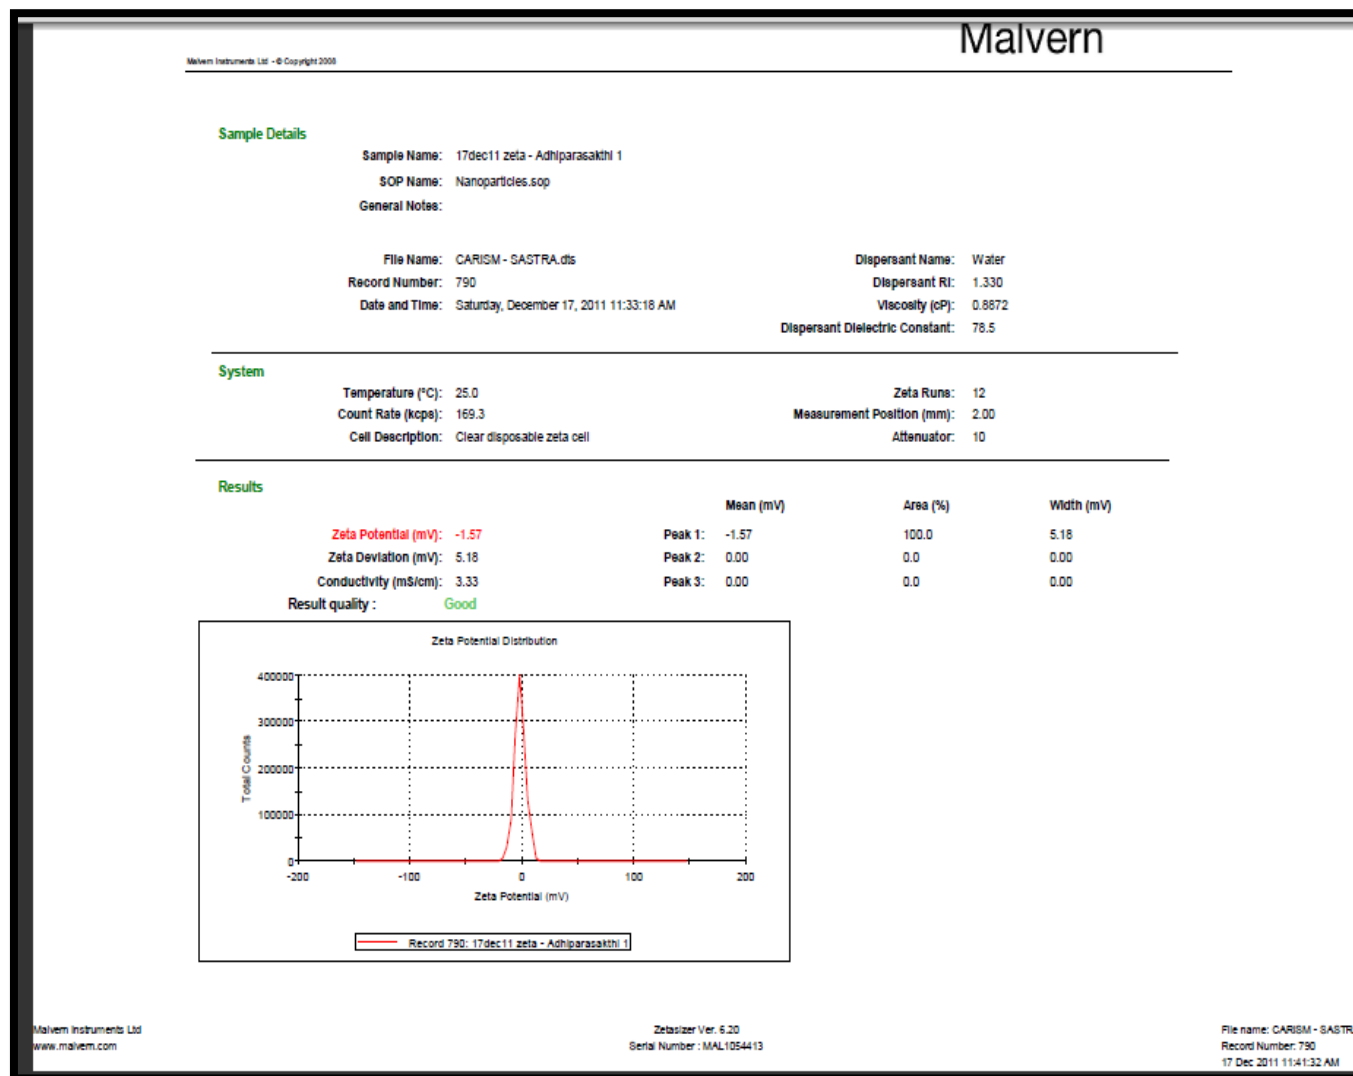 Malvern
Malvern Instruments Ltd - © Copyright 2008
Sample Details
Sample Name: 17dec11 zeta - Adhiparasakthi 1
SOP Name: Nanoparticles.sop
General Notes:
File Name: CARISM - SASTRA.dts Dispersant Name: Water
Record Number: 790 Dispersant RI: 1.330
Date and Time: Saturday, December 17, 2011 11:33:18 AM Viscosity (cP): 0.8872
Dispersant Dielectric Constant: 78.5
System
Temperature (°C): 25.0 Zeta Runs: 12
Count Rate (kcps): 169.3 Measurement Position (mm): 2.00
Cell Description: Clear disposable zeta cell Attenuator: 10
Results
Mean (mV) Area (%) Width (mV)
Zeta Potential (mV): -1.57 Peak 1: -1.57 100.0 5.18
Zeta Deviation (mV): 5.18 Peak 2: 0.00 0.0 0.00
Conductivity (mS/cm): 3.33 Peak 3: 0.00 0.0 0.00
Result quality : Good
Zeta Potential Distribution
400000
300000
200000
100000
0
Total Counts
-200 -100 0 100 200
Zeta Potential (mV)
Record 790: 17dec11 zeta - Adhiparasakthi 1
Malvern Instruments Ltd Zetasizer Ver. 6.20 File name: CARISM - SASTR
www.malvern.com Serial Number : MAL1054413 Record Number: 790
17 Dec 2011 11:41:32 AM